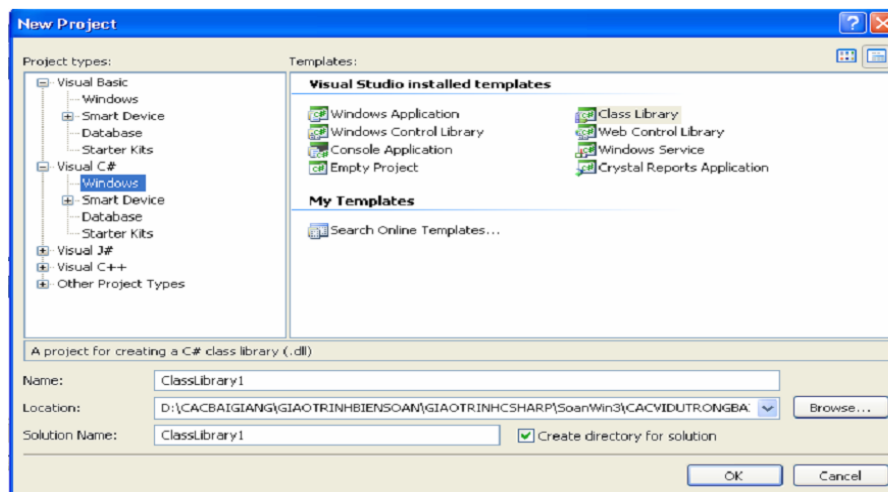 New Project
Project types:
Visual Basic
Windows
Smart Device
Database
Starter Kits
Visual C#
Windows
Smart Device
Database
Starter Kits
Visual J#
Visual C++
Other Project Types
Templates:
Visual Studio installed templates
Windows Application
Windows Control Library
Console Application
Empty Project
Class Library
Web Control Library
Windows Service
Crystal Reports Application
My Templates
Search Online Templates...
A project for creating a C# class library (.dll)
Name: ClassLibrary1
Location: D:\CACBAIGIANG\GIAOTRINHBIENSOAN\GIAOTRINHCSHARP\SoanWin3\CACVIDUTRONGBA Browse...
Solution Name: ClassLibrary1 Create directory for solution
OK Cancel